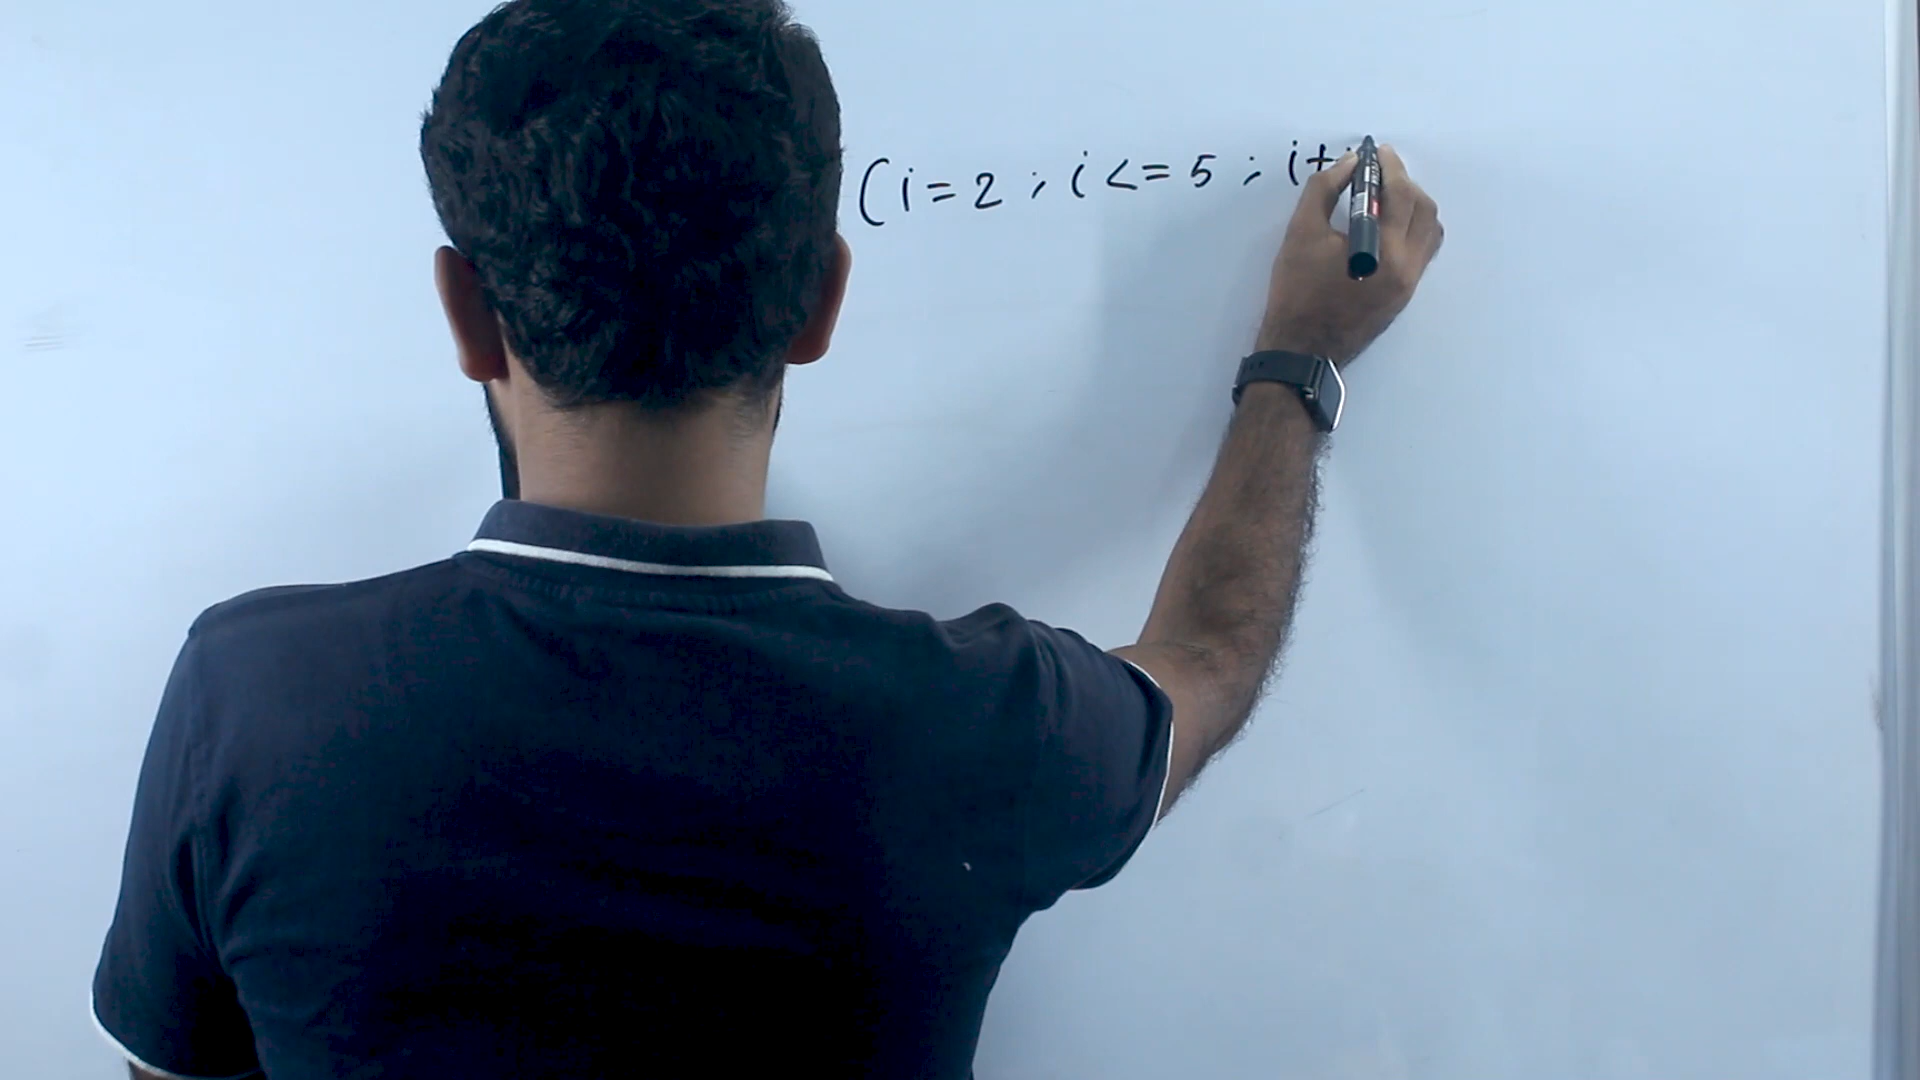 (i=2 ; i<=5 ; i+